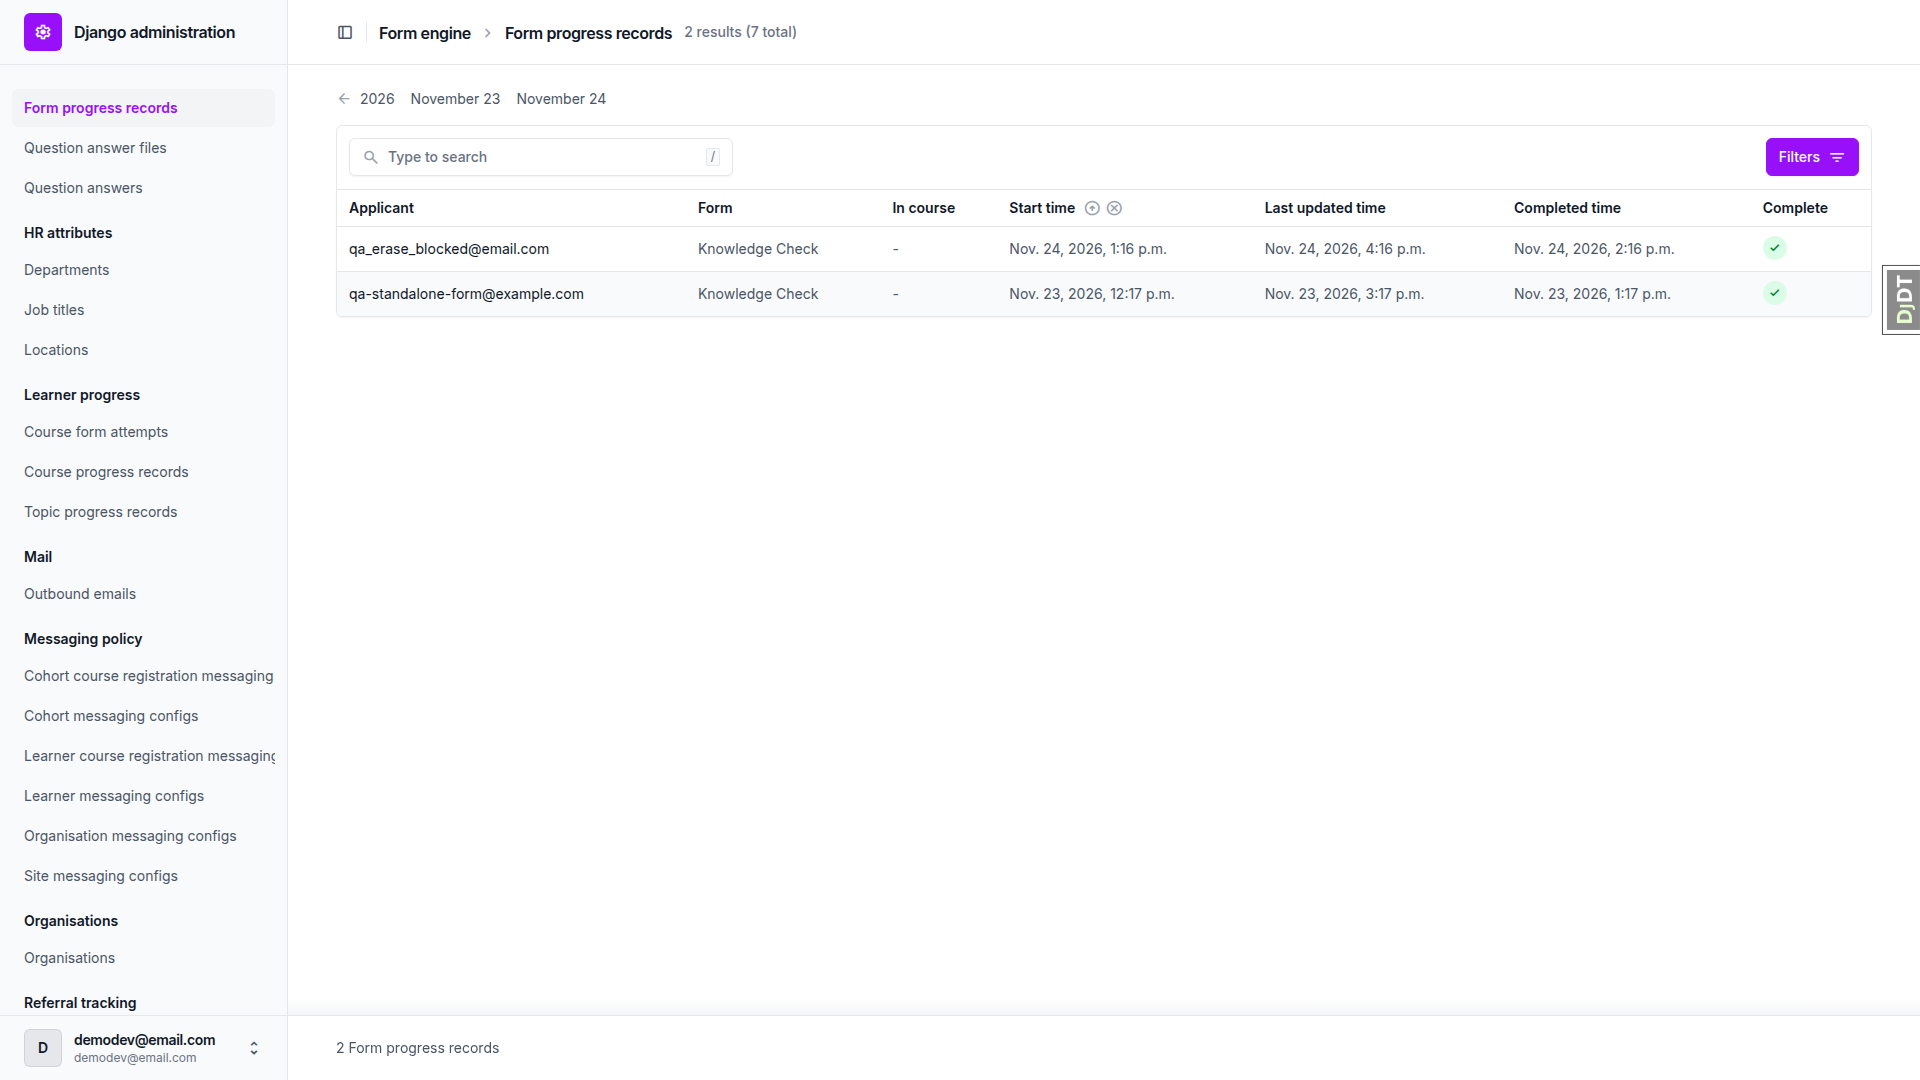 Django administration
Form engine
Form progress records
2 results (7 total)
Form progress records
Question answer files
Question answers
HR attributes
Departments
Job titles
Locations
Learner progress
Course form attempts
Course progress records
Topic progress records
Mail
Outbound emails
Messaging policy
Cohort course registration messaging
Cohort messaging configs
Learner course registration messaging
Learner messaging configs
Organisation messaging configs
Site messaging configs
Organisations
Organisations
Referral tracking
D
demodev@email.com
demodev@email.com
2026 November 23 November 24
Type to search /
Filters
Applicant Form In course Start time Last updated time Completed time Complete
qa_erase_blocked@email.com Knowledge Check - Nov. 24, 2026, 1:16 p.m. Nov. 24, 2026, 4:16 p.m. Nov. 24, 2026, 2:16 p.m.
qa-standalone-form@example.com Knowledge Check - Nov. 23, 2026, 12:17 p.m. Nov. 23, 2026, 3:17 p.m. Nov. 23, 2026, 1:17 p.m.
DjDT
2 Form progress records